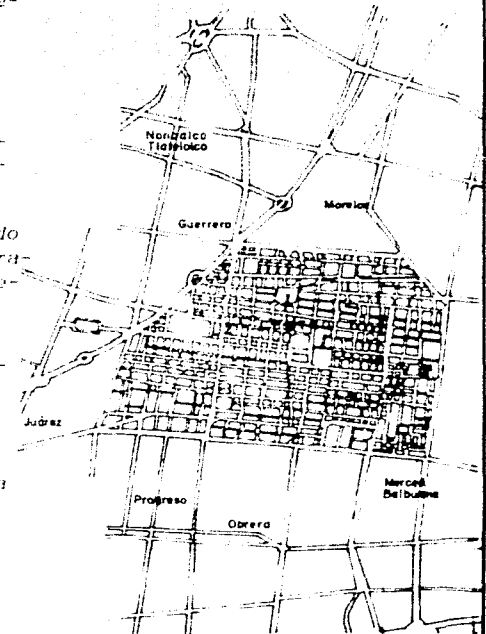 Nonoalco
Tlatelolco
Morelos
Guerrero
Juárez
Merced
Balbuena
Progreso
Obrera